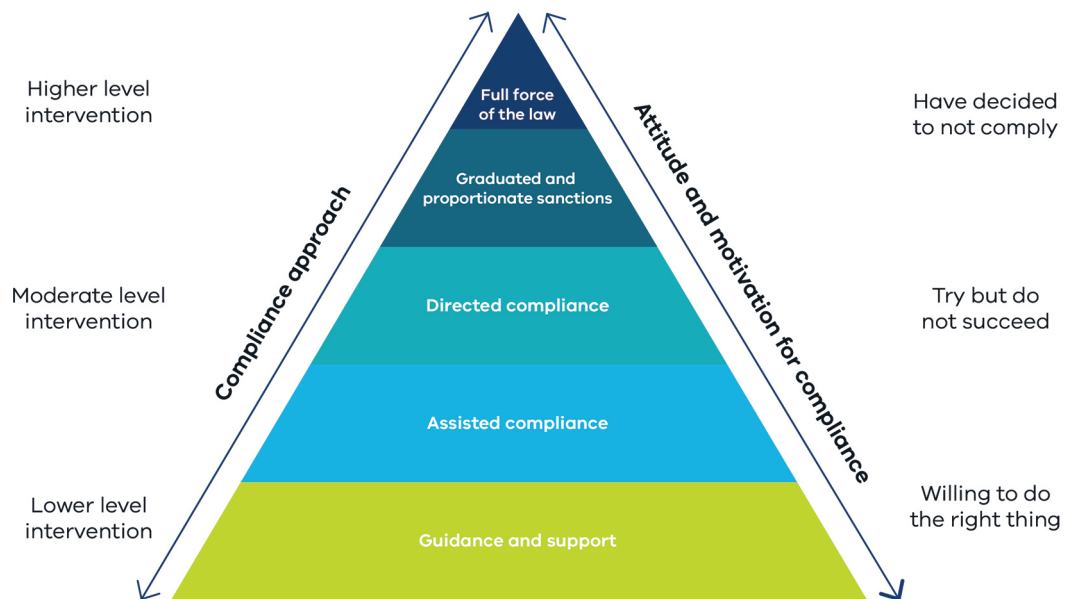 Higher level
intervention
Full force
of the law
Have decided
to not comply
Graduated and
proportionate sanctions
Compliance approach
Attitude and motivation for compliance
Moderate level
intervention
Directed compliance
Try but do
not succeed
Assisted compliance
Lower level
intervention
Guidance and support
Willing to do
the right thing